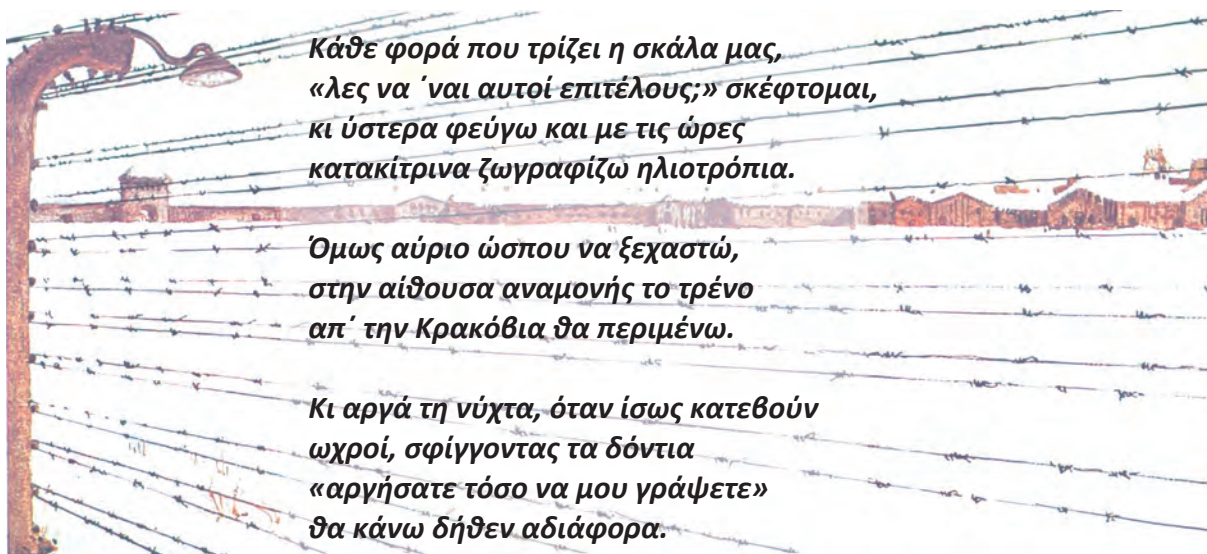 Κάθε φορά που τρίζει η σκάλα μας,
«λες να ΄ναι αυτοί επιτέλους;» σκέφτομαι,
κι ύστερα φεύγω και με τις ώρες
κατακίτρινα ζωγραφίζω ηλιοτρόπια.
Όμως αύριο ώσπου να ξεχαστώ,
στην αίθουσα αναμονής το τρένο
απ΄ την Κρακόβια θα περιμένω.
Κι αργά τη νύχτα, όταν ίσως κατεβούν
ωχροί, σφίγγοντας τα δόντια
«αργήσατε τόσο να μου γράψετε»
θα κάνω δήθεν αδιάφορα.